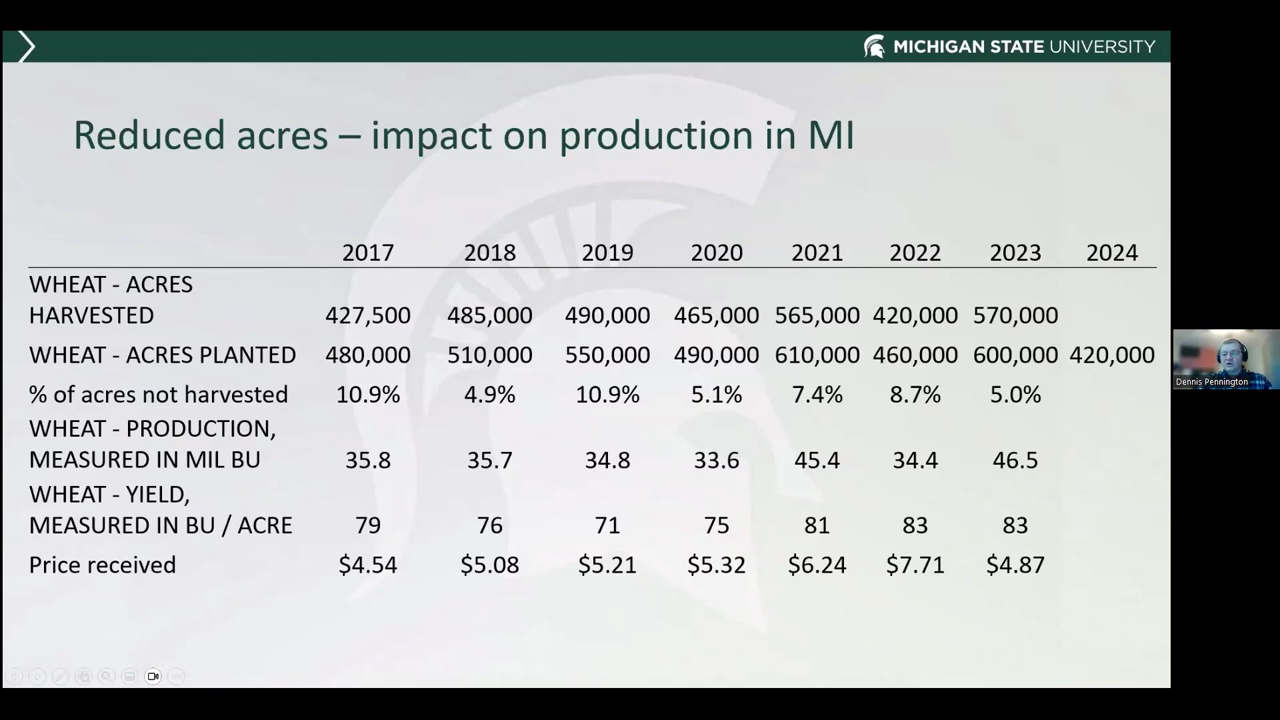 MICHIGAN STATE UNIVERSITY
Reduced acres – impact on production in MI
2017 2018 2019 2020 2021 2022 2023 2024
WHEAT - ACRES
HARVESTED 427,500 485,000 490,000 465,000 565,000 420,000 570,000
WHEAT - ACRES PLANTED 480,000 510,000 550,000 490,000 610,000 460,000 600,000 420,000
% of acres not harvested 10.9% 4.9% 10.9% 5.1% 7.4% 8.7% 5.0%
WHEAT - PRODUCTION,
MEASURED IN MIL BU 35.8 35.7 34.8 33.6 45.4 34.4 46.5
WHEAT - YIELD,
MEASURED IN BU / ACRE 79 76 71 75 81 83 83
Price received $4.54 $5.08 $5.21 $5.32 $6.24 $7.71 $4.87
Dennis Pennington